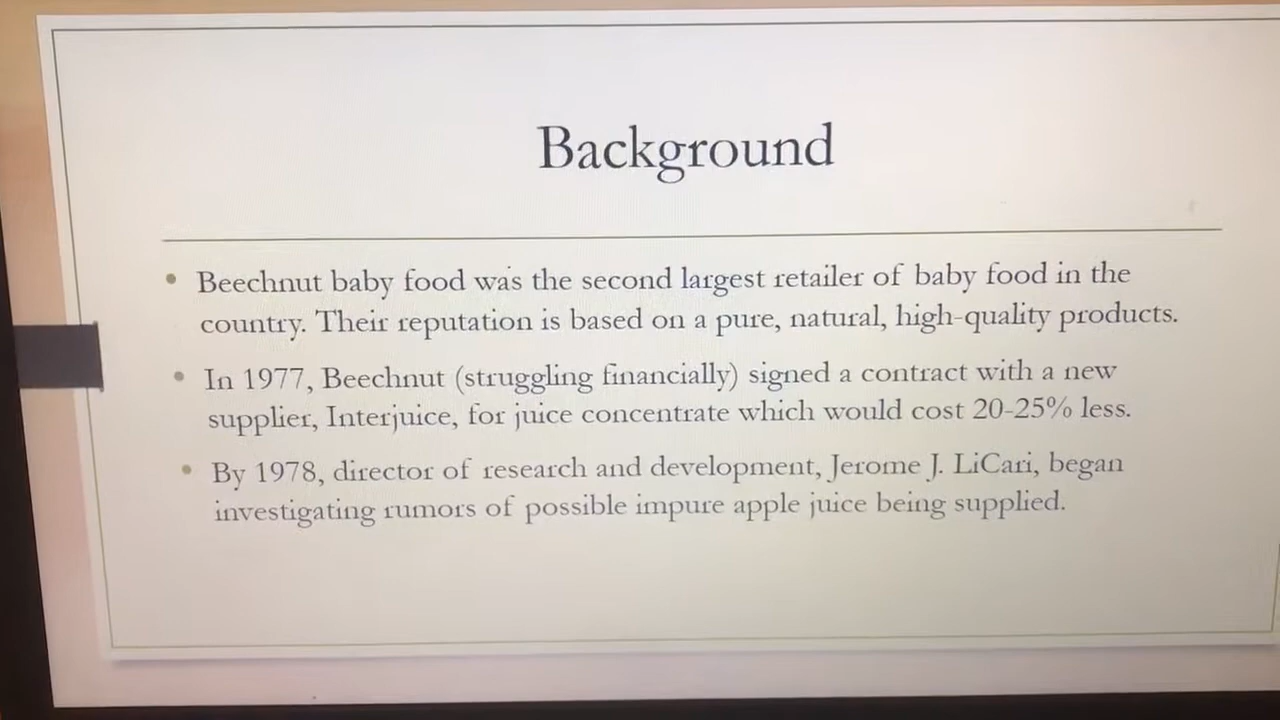 Background
Beechnut baby food was the second largest retailer of baby food in the
country. Their reputation is based on a pure, natural, high-quality products.
In 1977, Beechnut (struggling financially) signed a contract with a new
supplier, Interjuice, for juice concentrate which would cost 20-25% less.
By 1978, director of research and development, Jerome J. LiCari, began
investigating rumors of possible impure apple juice being supplied.